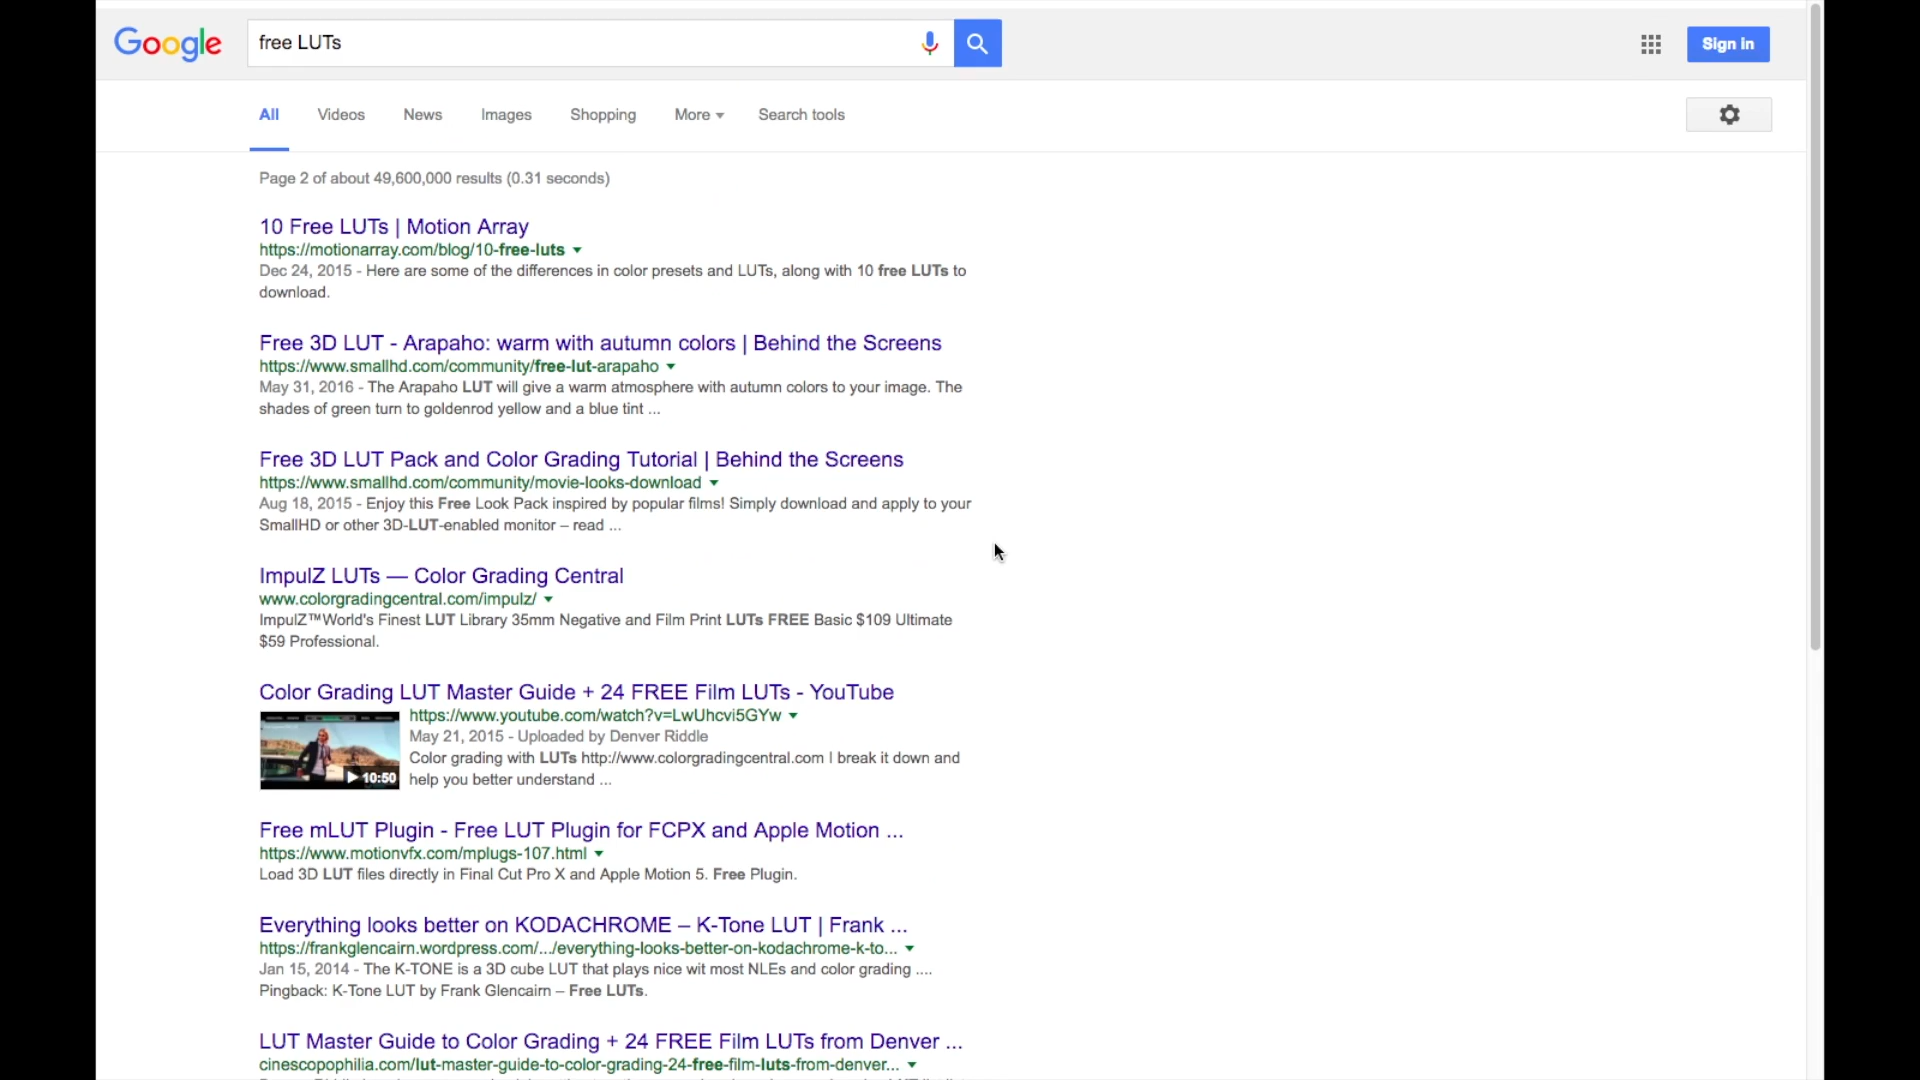 Google
free LUTs
Sign in
All Videos News Images Shopping More Search tools
Page 2 of about 49,600,000 results (0.31 seconds)
10 Free LUTs | Motion Array
https://motionarray.com/blog/10-free-luts
Dec 24, 2015 - Here are some of the differences in color presets and LUTs, along with 10 free LUTs to
download.
Free 3D LUT - Arapaho: warm with autumn colors | Behind the Screens
https://www.smallhd.com/community/free-lut-arapaho
May 31, 2016 - The Arapaho LUT will give a warm atmosphere with autumn colors to your image. The
shades of green turn to goldenrod yellow and a blue tint ...
Free 3D LUT Pack and Color Grading Tutorial | Behind the Screens
https://www.smallhd.com/community/movie-looks-download
Aug 18, 2015 - Enjoy this Free Look Pack inspired by popular films! Simply download and apply to your
SmallHD or other 3D-LUT-enabled monitor – read ...
ImpulZ LUTs — Color Grading Central
www.colorgradingcentral.com/impulz/
ImpulZ™World's Finest LUT Library 35mm Negative and Film Print LUTs FREE Basic $109 Ultimate
$59 Professional.
Color Grading LUT Master Guide + 24 FREE Film LUTs - YouTube
https://www.youtube.com/watch?v=LwUhcvi5GYw
May 21, 2015 - Uploaded by Denver Riddle
Color grading with LUTs http://www.colorgradingcentral.com I break it down and
10:50
help you better understand ...
Free mLUT Plugin - Free LUT Plugin for FCPX and Apple Motion ...
https://www.motionvfx.com/mplugs-107.html
Load 3D LUT files directly in Final Cut Pro X and Apple Motion 5. Free Plugin.
Everything looks better on KODACHROME – K-Tone LUT | Frank ...
https://frankglencairn.wordpress.com/.../everything-looks-better-on-kodachrome-k-to...
Jan 15, 2014 - The K-TONE is a 3D cube LUT that plays nice wit most NLEs and color grading ....
Pingback: K-Tone LUT by Frank Glencairn – Free LUTs.
LUT Master Guide to Color Grading + 24 FREE Film LUTs from Denver ...
cinescopophilia.com/lut-master-guide-to-color-grading-24-free-film-luts-from-denver...